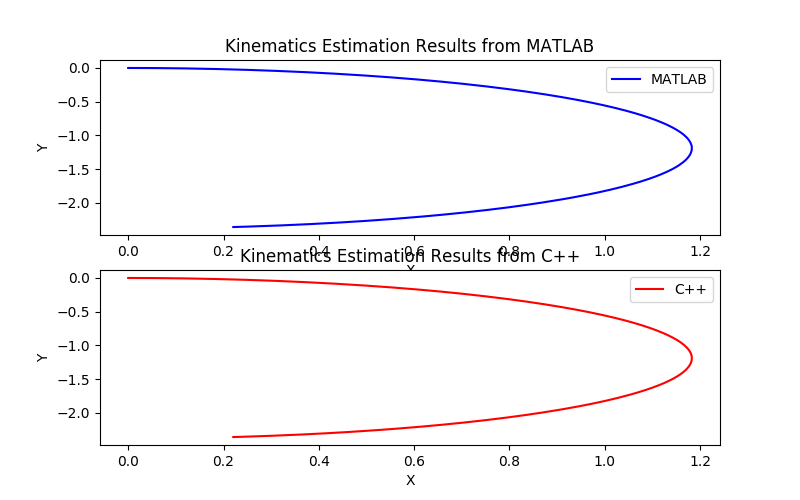 Kinematics Estimation Results from MATLAB
MATLAB
0.0
−0.5
−1.0
−1.5
−2.0
Y
0.0 0.2 0.4 0.6 0.8 1.0 1.2
X
Kinematics Estimation Results from C++
C++
0.0
−0.5
−1.0
−1.5
−2.0
Y
0.0 0.2 0.4 0.6 0.8 1.0 1.2
X